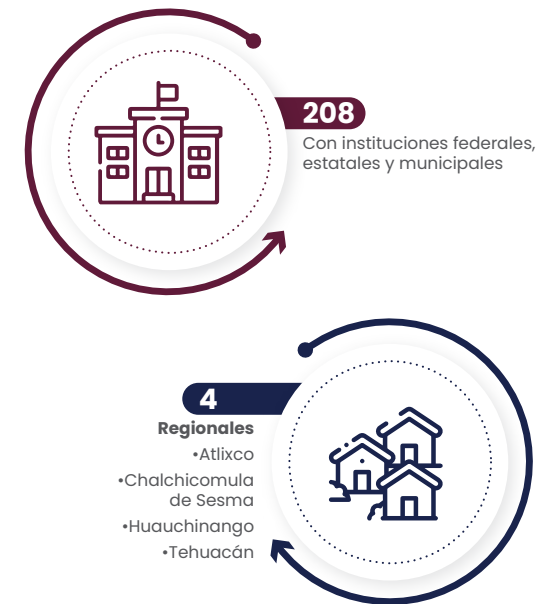 208
Con instituciones federales,
estatales y municipales
4
Regionales
•Atlixco
•Chalchicomula
de Sesma
•Huauchinango
•Tehuacán